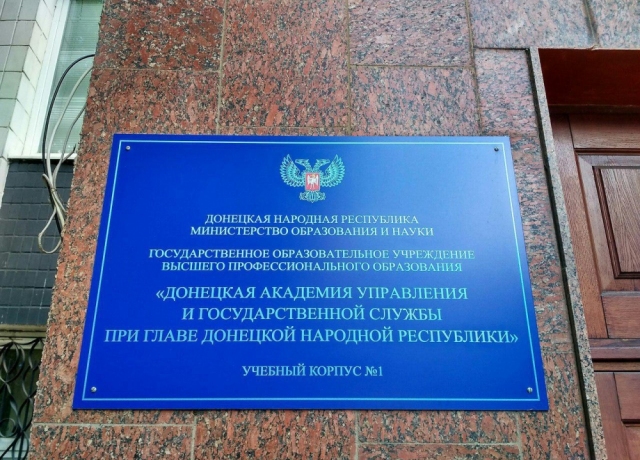 ДОНЕЦКАЯ НАРОДНАЯ РЕСПУБЛИКА
МИНИСТЕРСТВО ОБРАЗОВАНИЯ И НАУКИ
ГОСУДАРСТВЕННОЕ ОБРАЗОВАТЕЛЬНОЕ УЧРЕЖДЕНИЕ
ВЫСШЕГО ПРОФЕССИОНАЛЬНОГО ОБРАЗОВАНИЯ
«ДОНЕЦКАЯ АКАДЕМИЯ УПРАВЛЕНИЯ
И ГОСУДАРСТВЕННОЙ СЛУЖБЫ
ПРИ ГЛАВЕ ДОНЕЦКОЙ НАРОДНОЙ РЕСПУБЛИКИ»
УЧЕБНЫЙ КОРПУС №1